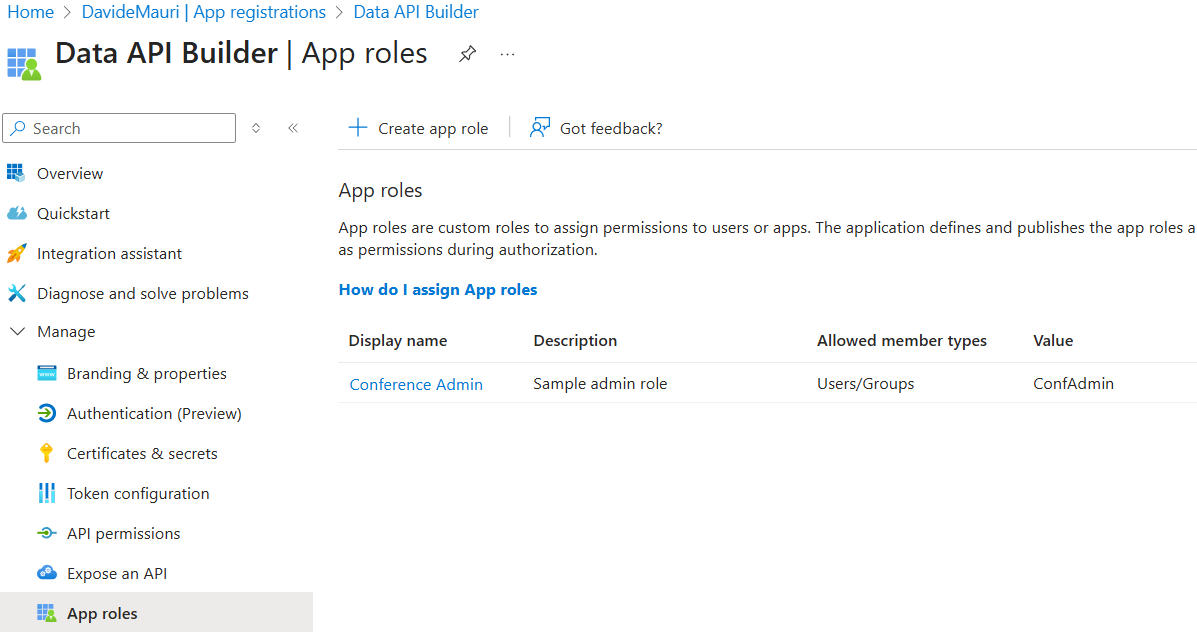 Home > DavideMauri | App registrations > Data API Builder
Data API Builder | App roles
Search
Overview
Quickstart
Integration assistant
Diagnose and solve problems
Manage
Branding & properties
Authentication (Preview)
Certificates & secrets
Token configuration
API permissions
Expose an API
App roles
Create app role
Got feedback?
App roles
App roles are custom roles to assign permissions to users or apps. The application defines and publishes the app roles a
as permissions during authorization.
How do I assign App roles
Display name Description Allowed member types Value
Conference Admin Sample admin role Users/Groups ConfAdmin